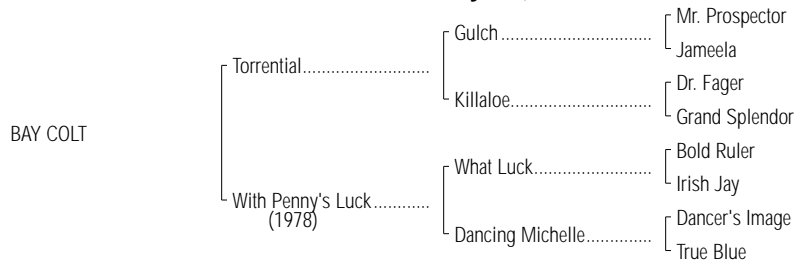 Mr. Prospector
Gulch..............................
Jameela
Torrential..........................
Dr. Fager
Killaloe.............................
Grand Splendor
BAY COLT
Bold Ruler
What Luck........................
Irish Jay
With Penny's Luck............
(1978)
Dancer's Image
Dancing Michelle..............
True Blue